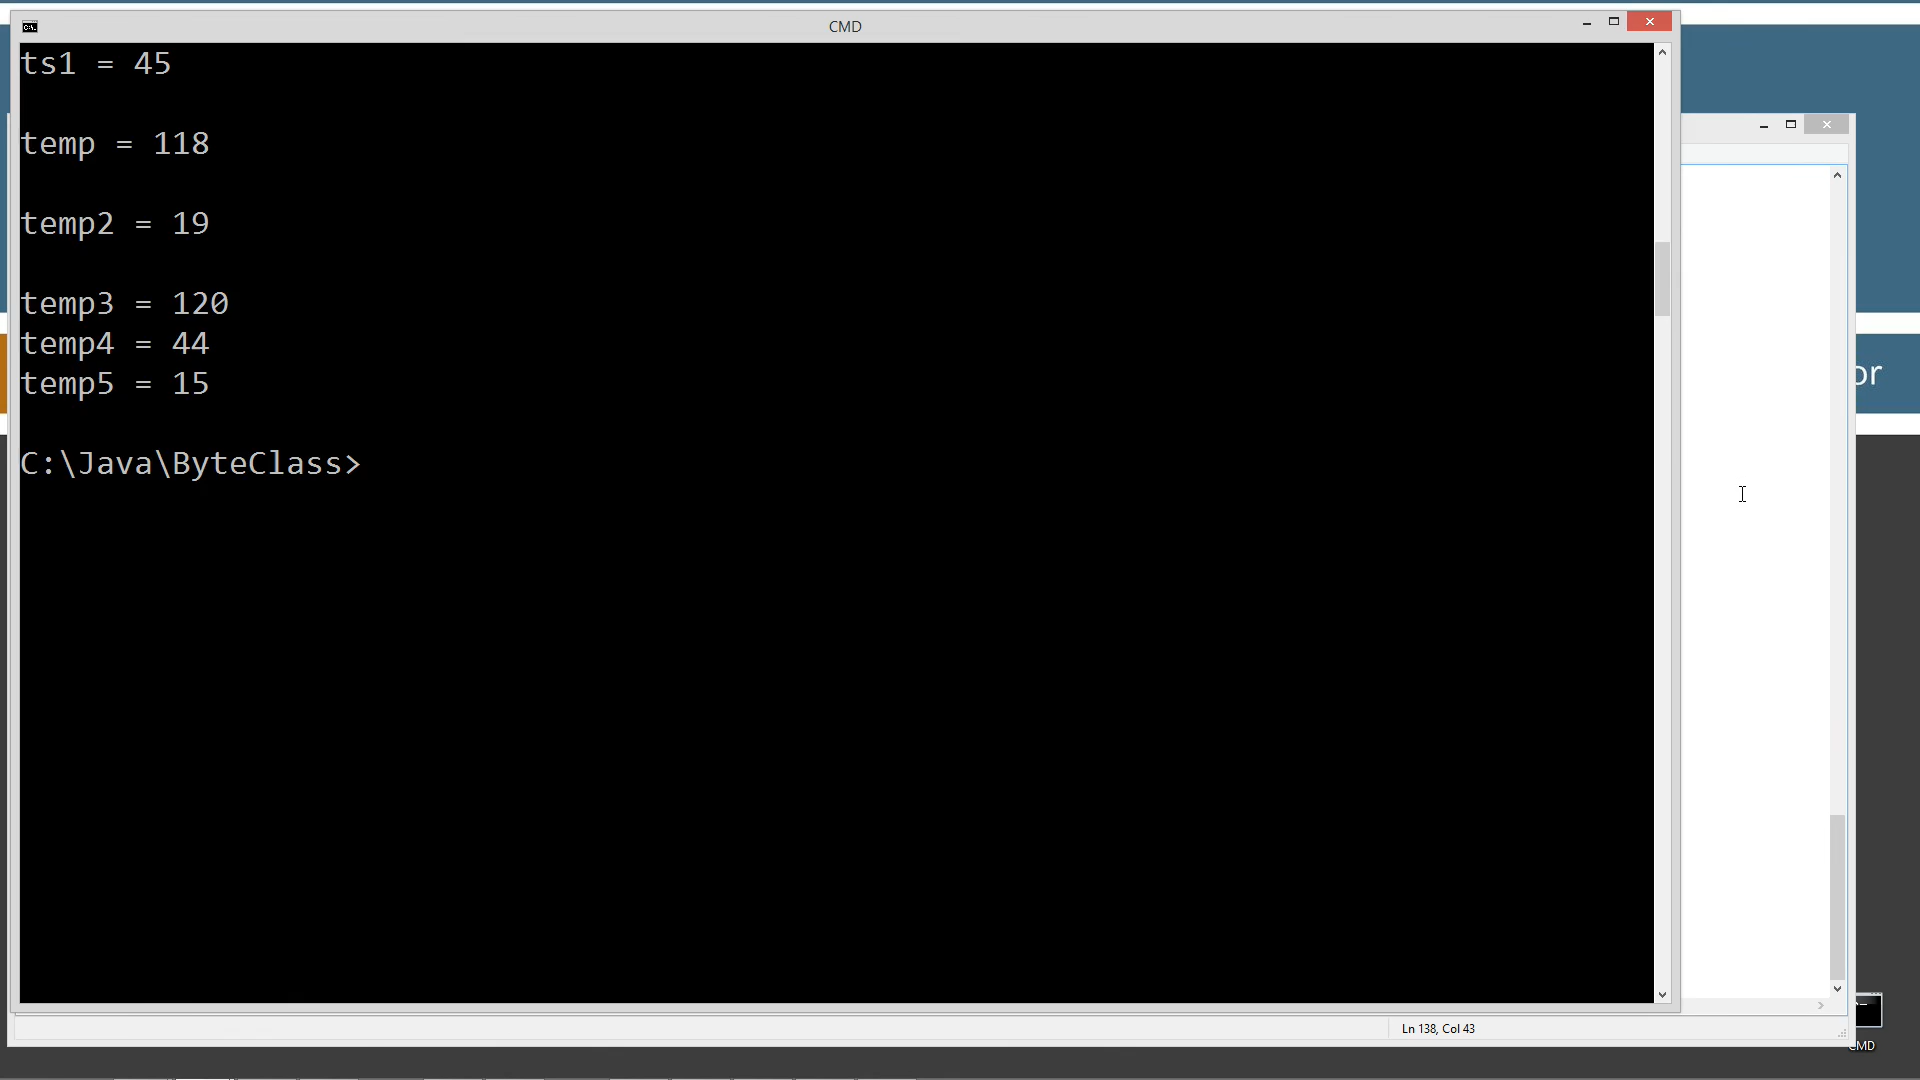 CMD
ts1 = 45
temp = 118
temp2 = 19
temp3 = 120
temp4 = 44
temp5 = 15
C:\Java\ByteClass>
or
Ln 138, Col 43
CMD